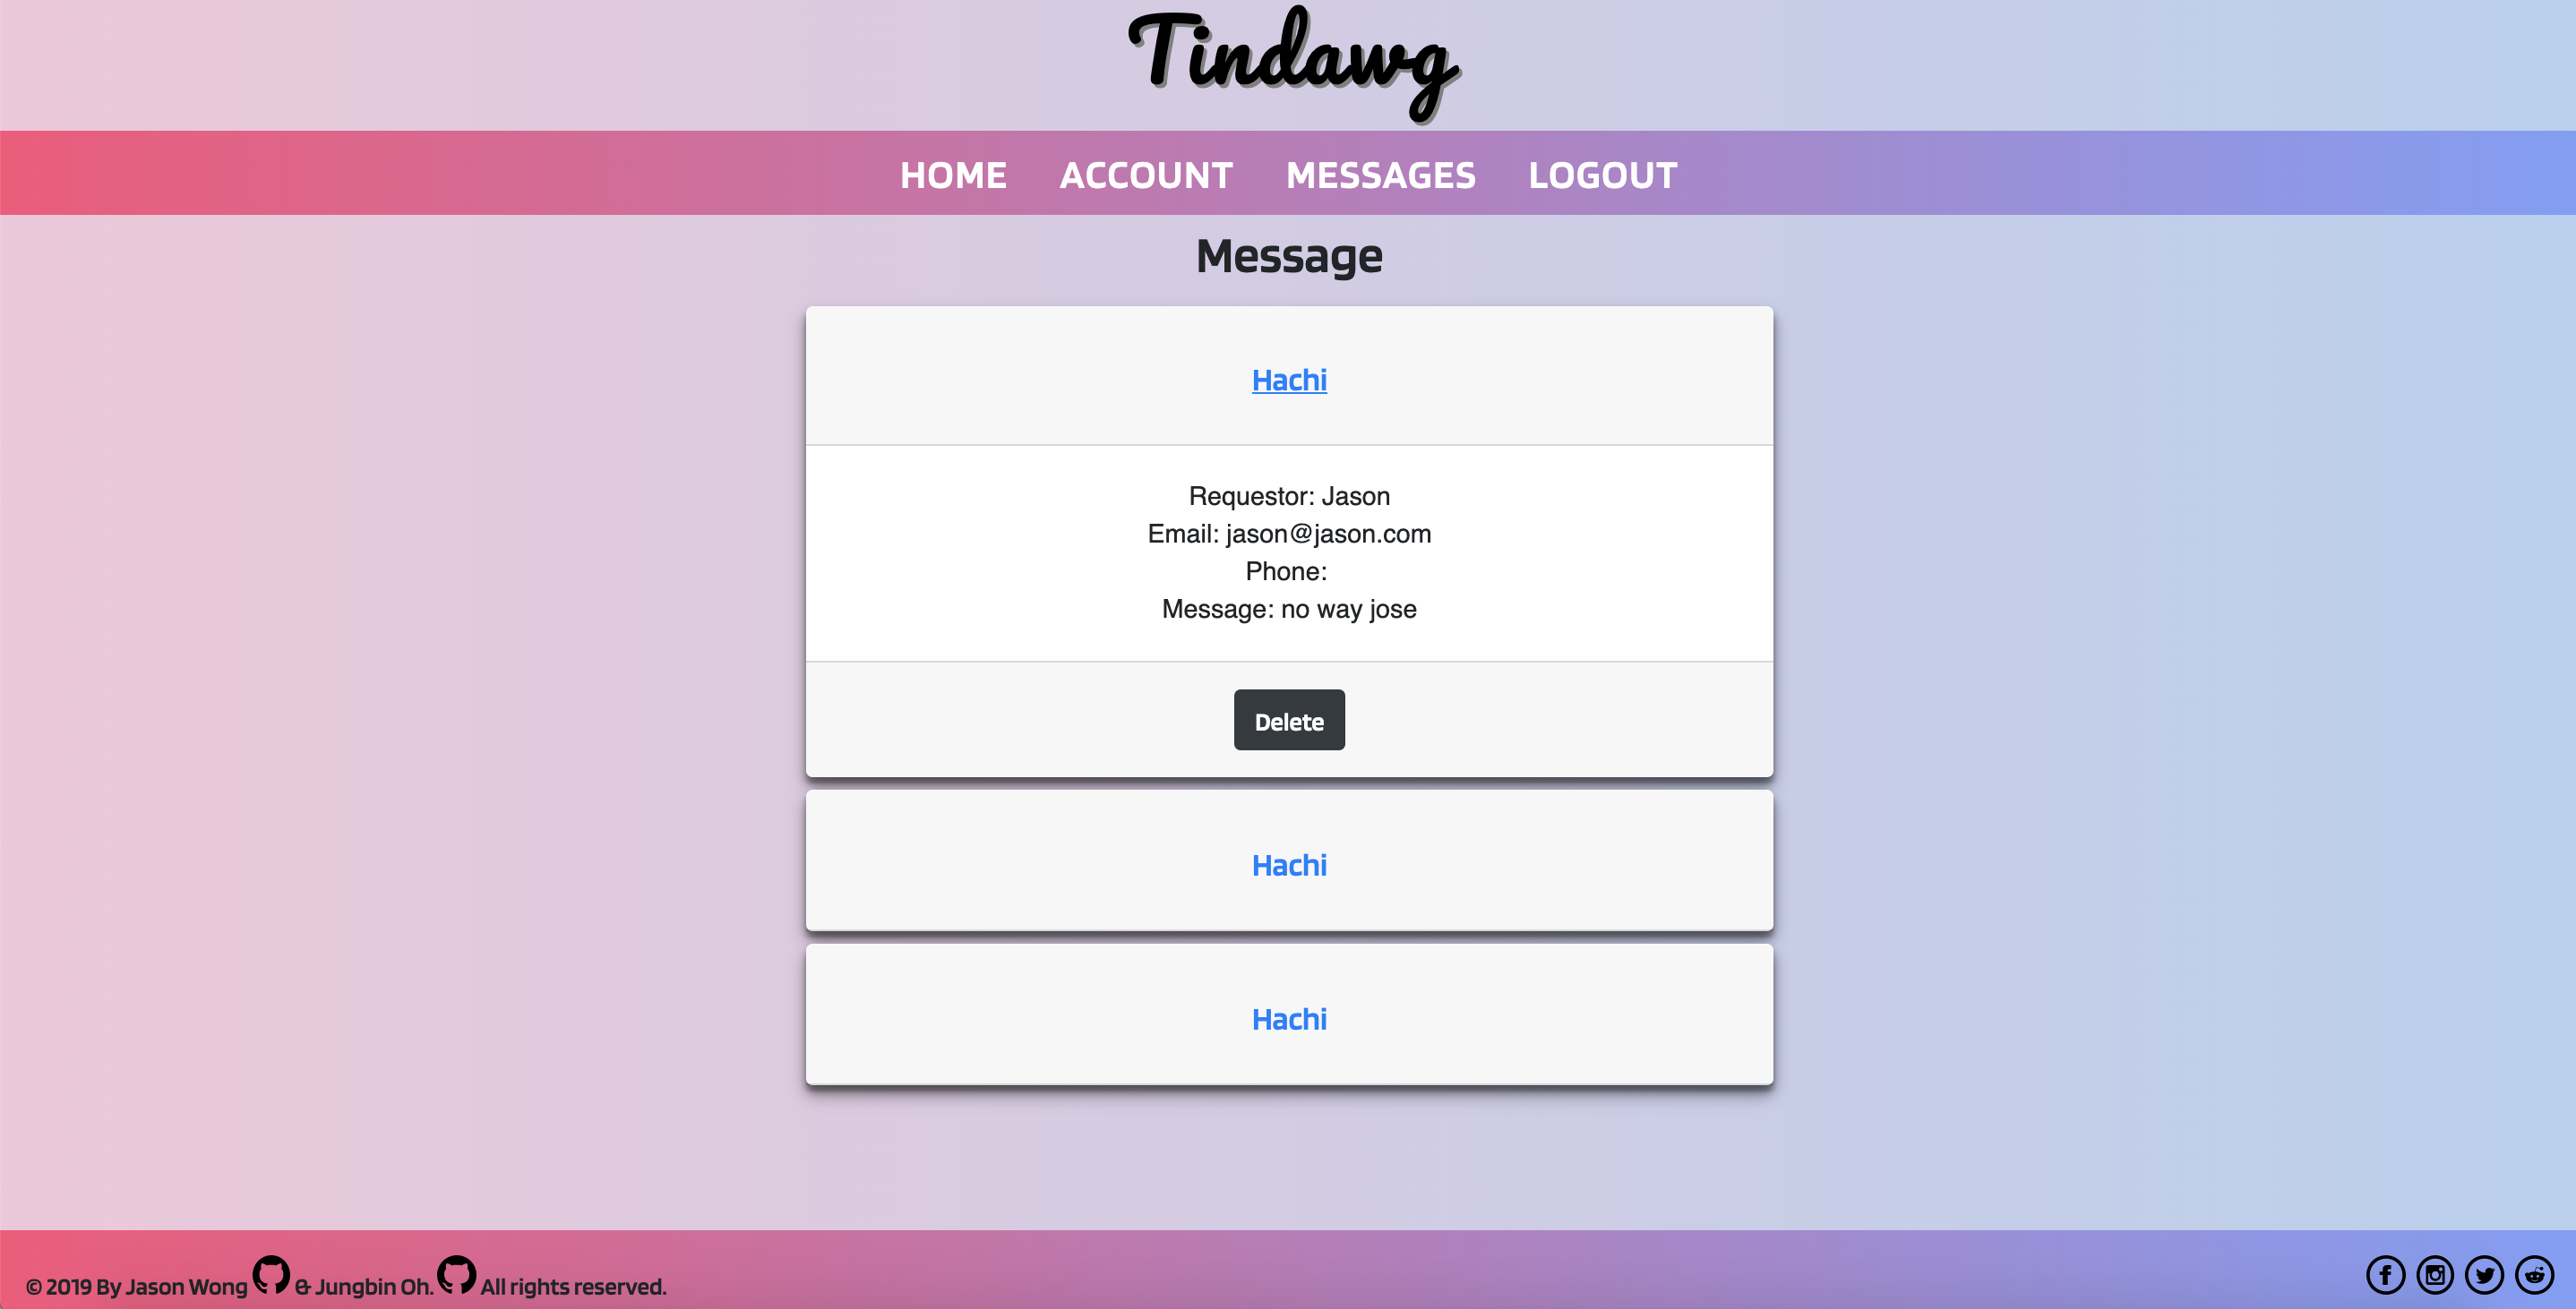 Tindawg
HOME ACCOUNT MESSAGES LOGOUT
Message
Hachi
Requestor: Jason
Email: jason@jason.com
Phone:
Message: no way jose
Delete
Hachi
Hachi
© 2019 By Jason Wong & Jungbin Oh. All rights reserved.